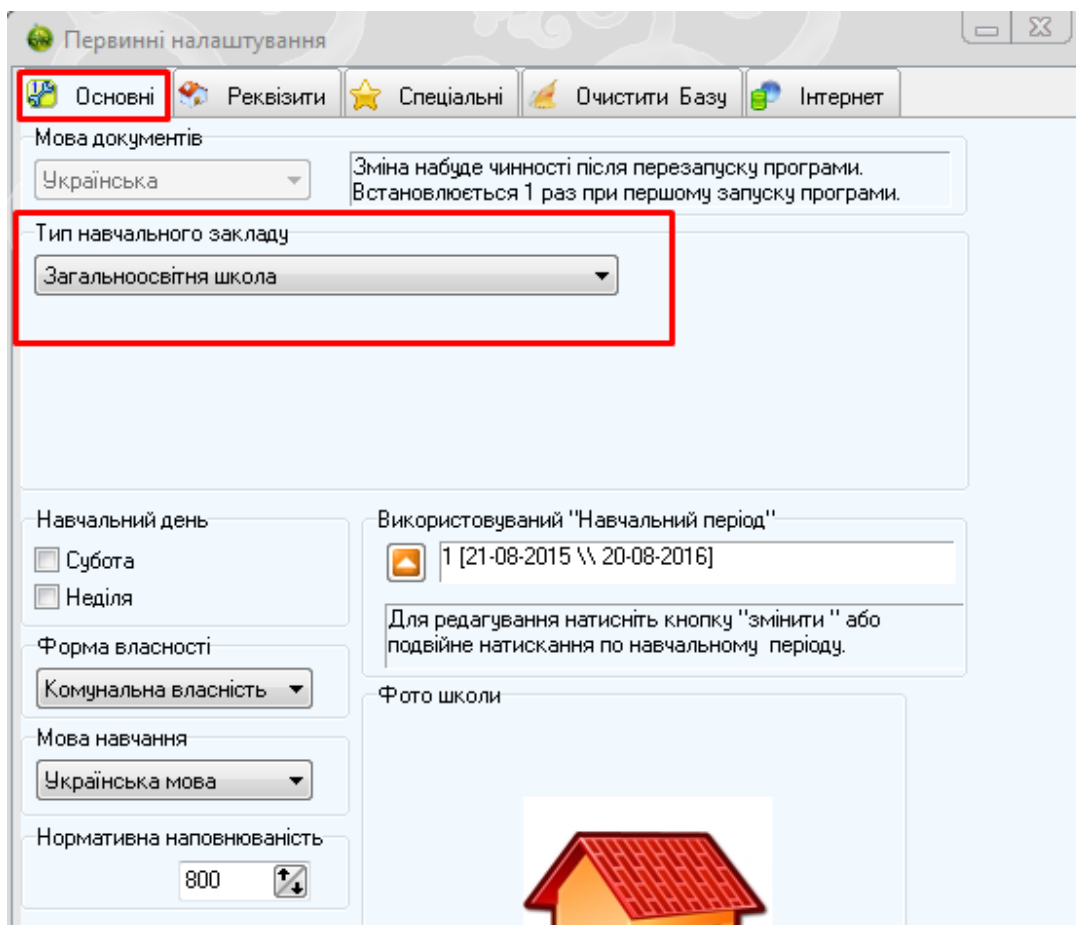 Первинні налаштування
Основні Реквізити Спеціальні Очистити Базу Інтернет
Мова документів
Українська
Зміна набуде чинності після перезапуску програми.
Встановлюється 1 раз при першому запуску програми.
Тип навчального закладу
Загальноосвітня школа
Навчальний день
Субота
Неділя
Використовуваний "Навчальний період"
1 [21-08-2015 \\ 20-08-2016]
Для редагування натисніть кнопку "змінити " або
подвійне натискання по навчальному періоду.
Форма власності
Комунальна власність
Фото школи
Мова навчання
Українська мова
Нормативна наповнюваність
800